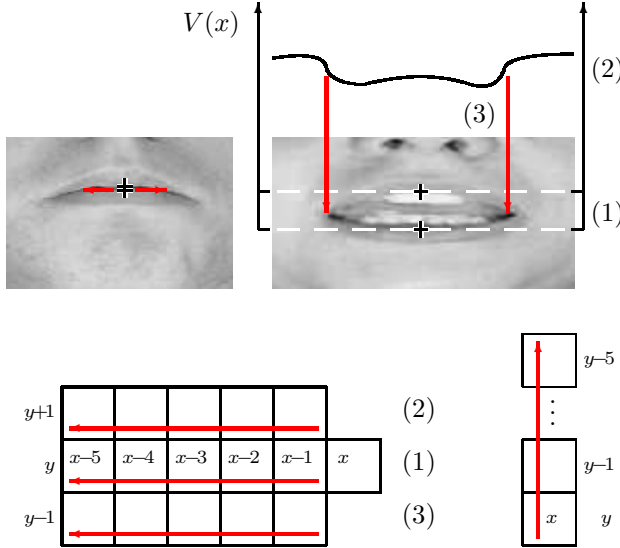 V(x)
(2)
(3)
(1)
y−5
y+1
(2)
⋮
y x−5 x−4 x−3 x−2 x−1 x (1) y−1
y−1 (3) x y